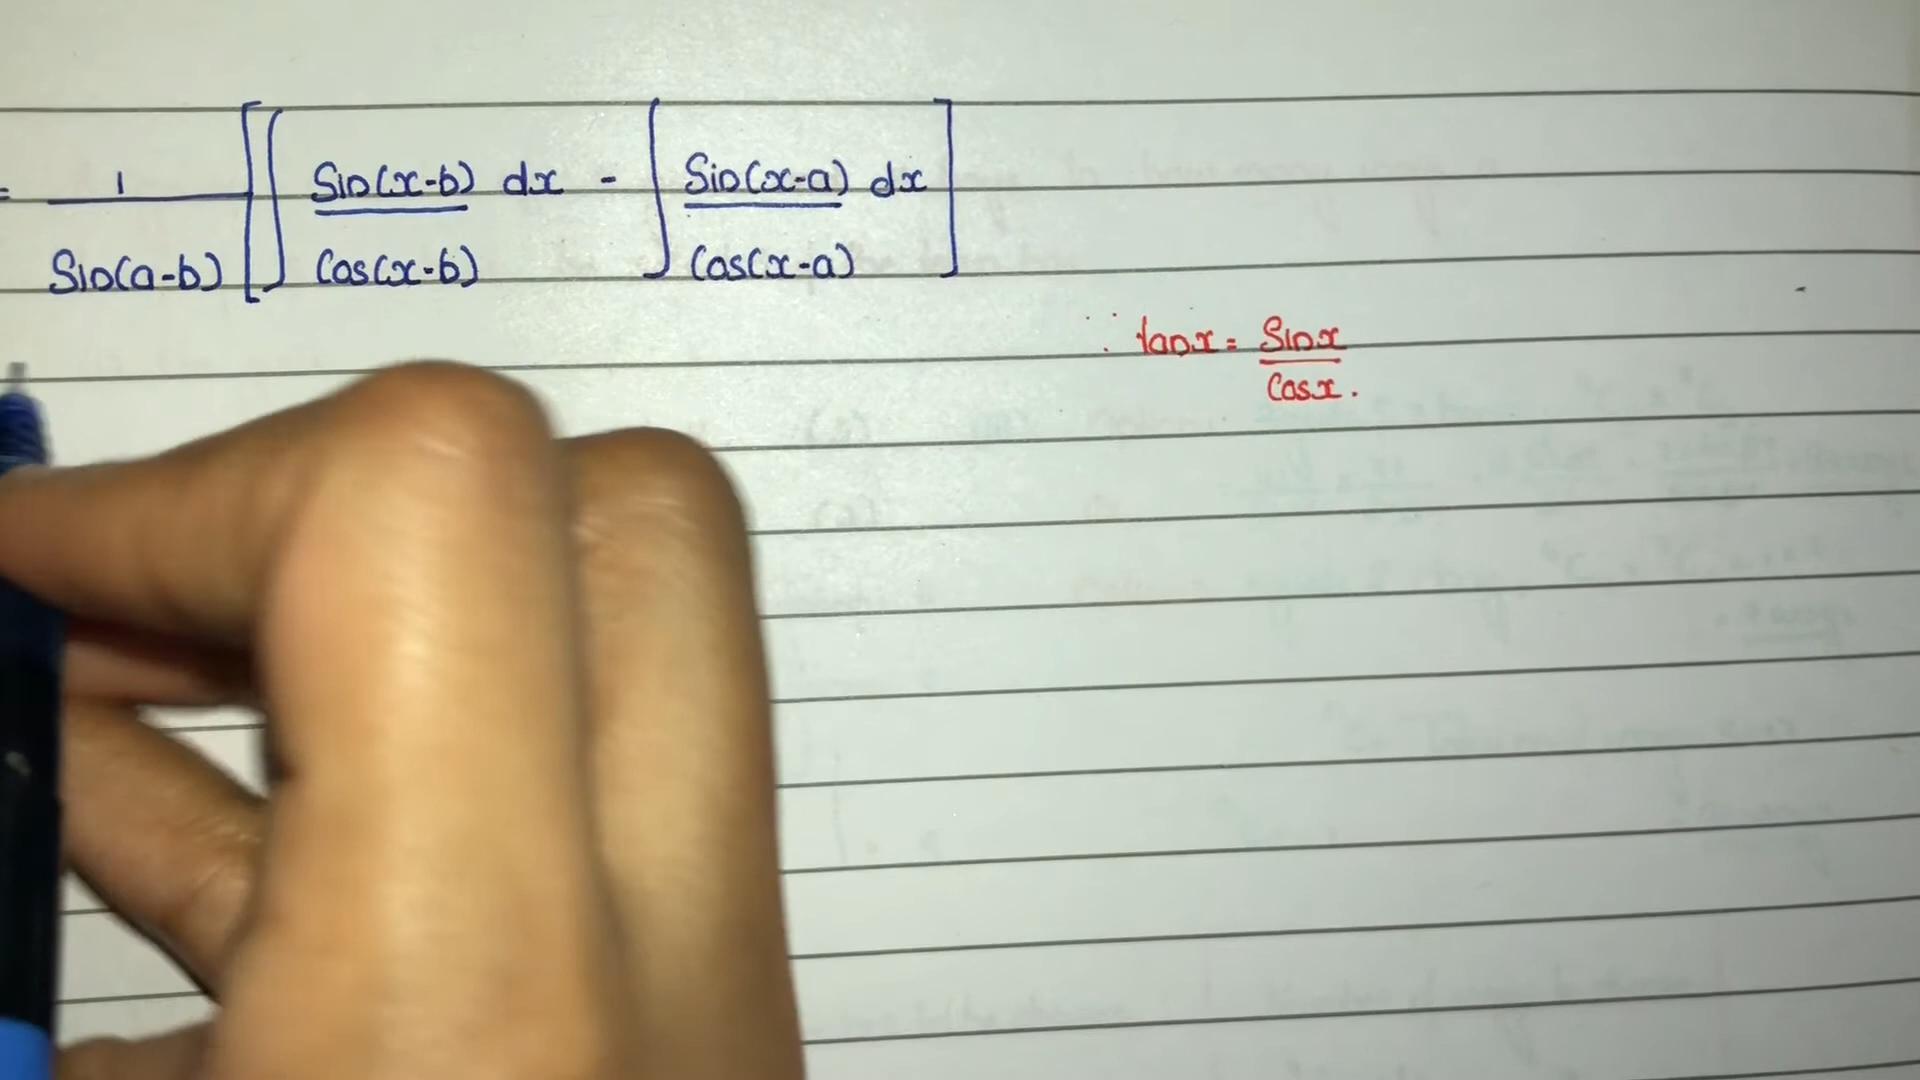 = 1/Sin(a-b) [∫ Sin(x-b)/Cos(x-b) dx - ∫ Sin(x-a)/Cos(x-a) dx]
∵ tanx = Sinx/Cosx.